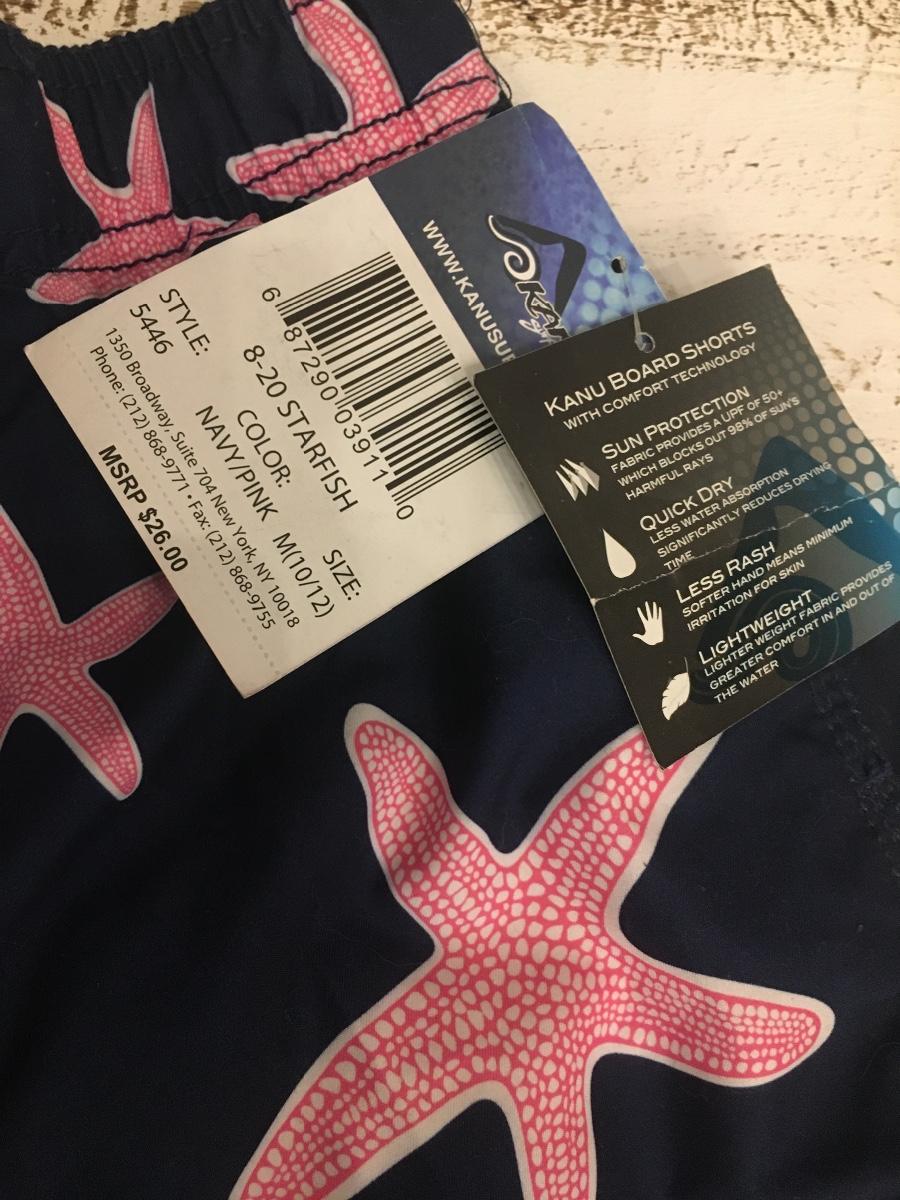 WWW.KANUSU
6 87290 03911 0
STYLE:
5446
8-20 STARFISH
COLOR:
NAVY/PINK
SIZE:
M(10/12)
1350 Broadway, Suite 704 New York, NY 10018
Phone: (212) 868-9771 • Fax: (212) 868-9755
MSRP $26.00
KANU BOARD SHORTS
WITH COMFORT TECHNOLOGY
SUN PROTECTION
FABRIC PROVIDES A UPF OF 50+
WHICH BLOCKS OUT 98% OF SUN'S
HARMFUL RAYS
QUICK DRY
LESS WATER ABSORPTION
SIGNIFICANTLY REDUCES DRYING
TIME
LESS RASH
SOFTER HAND MEANS MINIMUM
IRRITATION FOR SKIN
LIGHTWEIGHT
LIGHTER WEIGHT FABRIC PROVIDES
GREATER COMFORT IN AND OUT OF
THE WATER